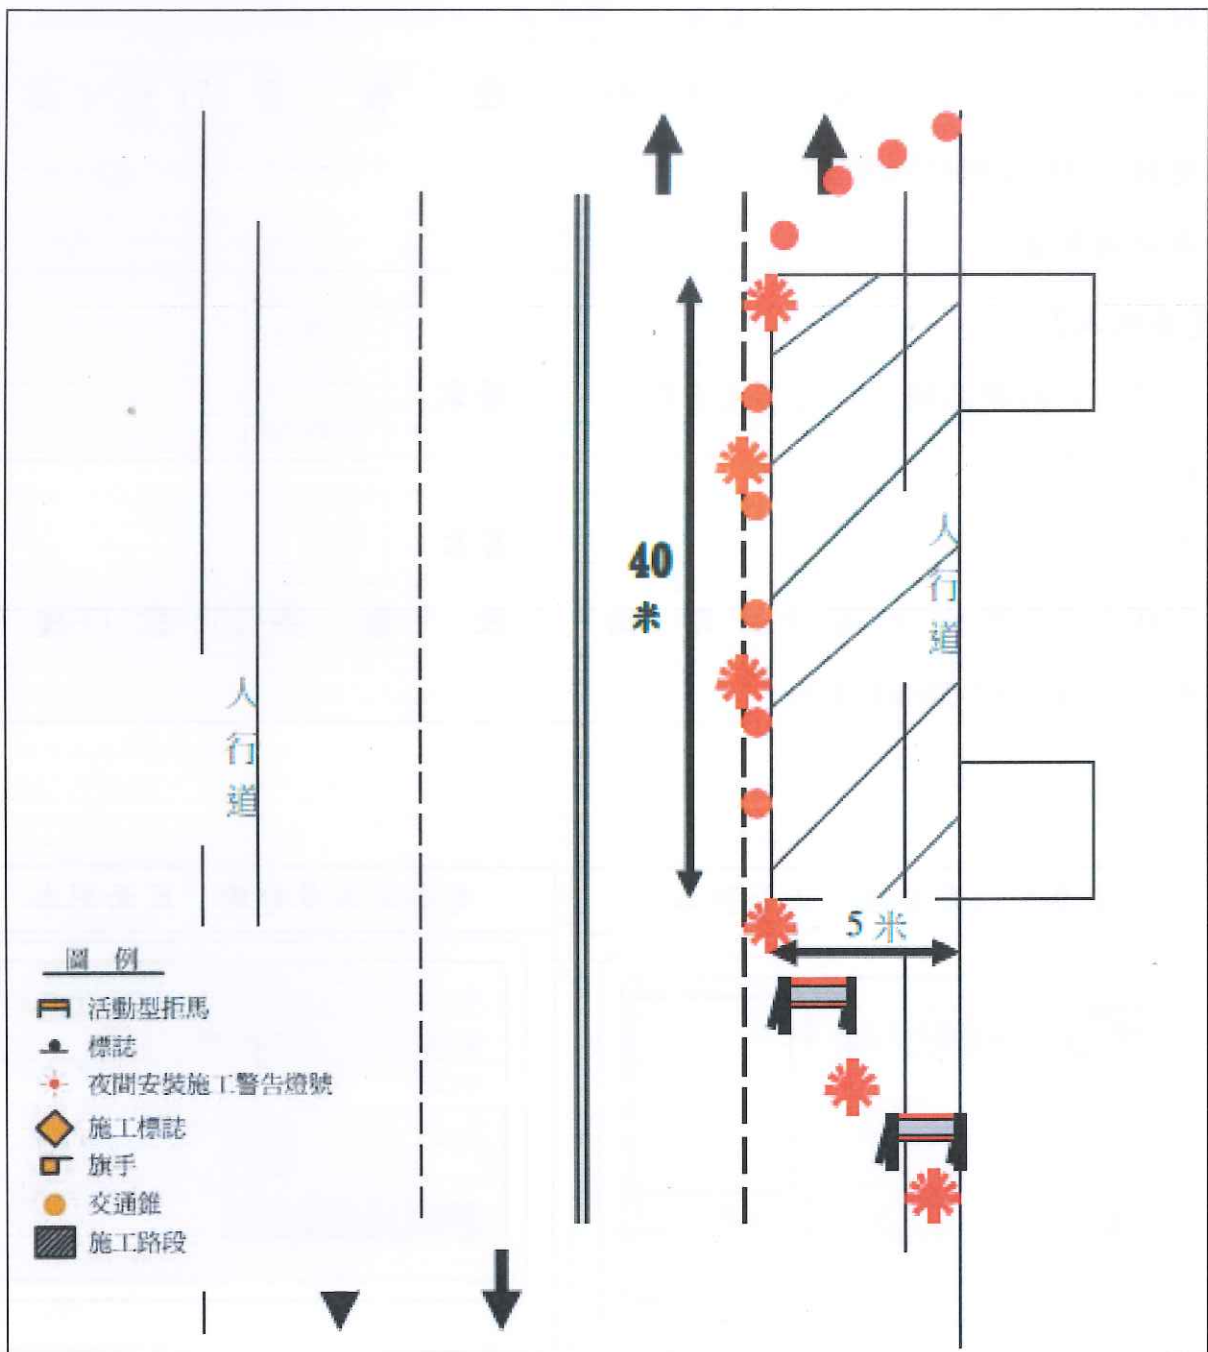 40
米
人
行
道
人
行
道
5 米
圖 例
活動型拒馬
標誌
夜間安裝施工警告燈號
施工標誌
旗手
交通錐
施工路段